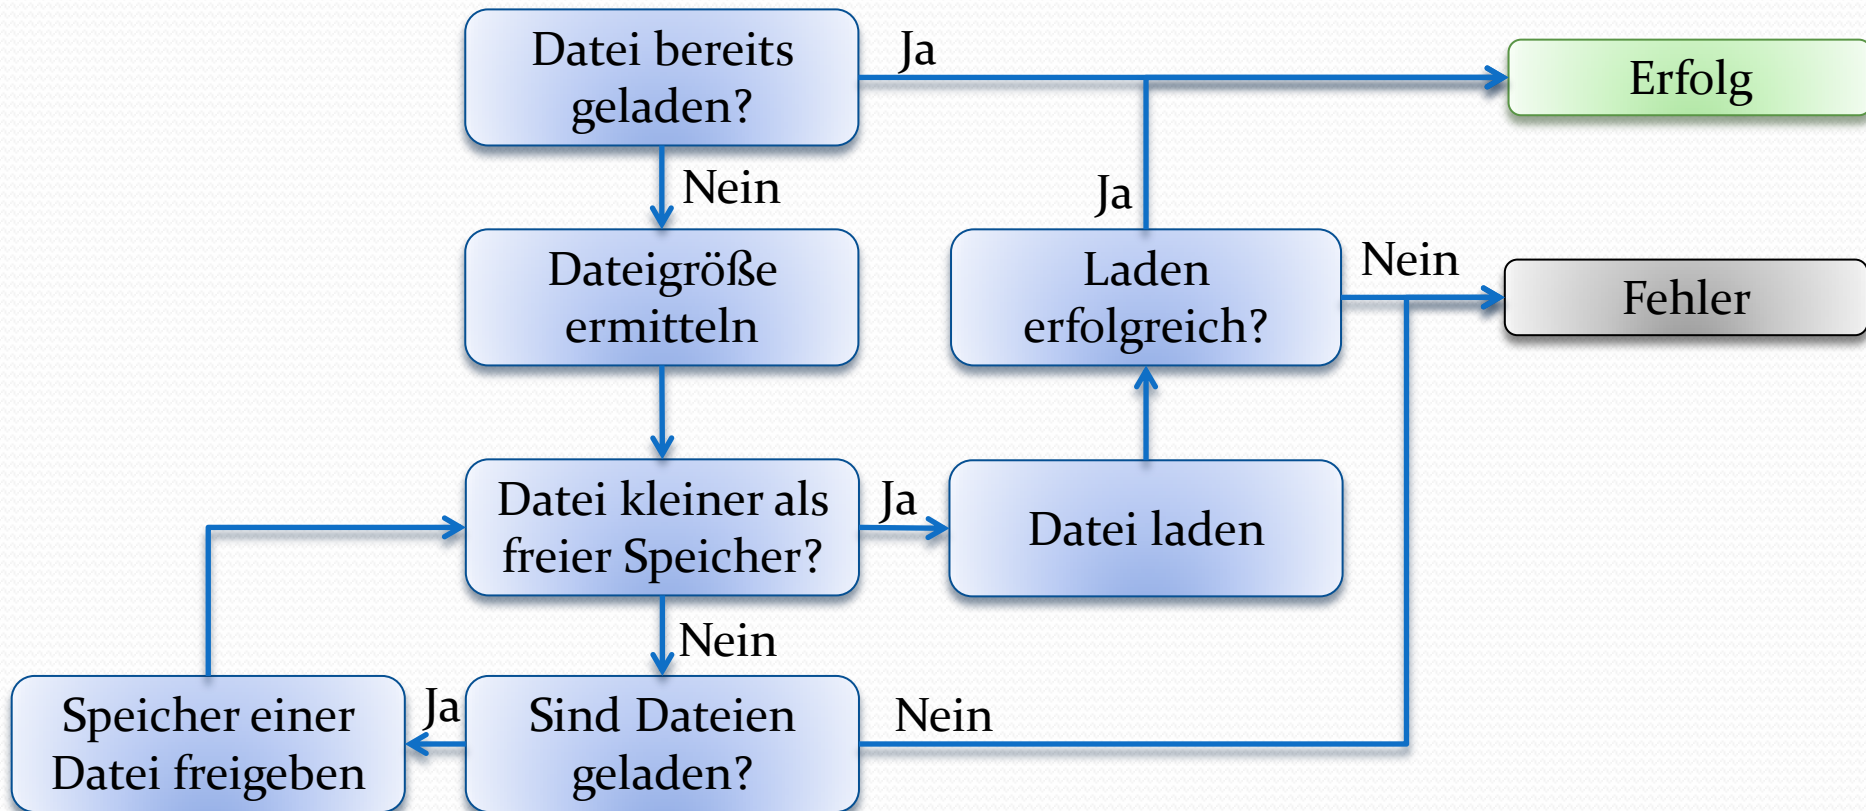 Datei bereits
geladen?
Ja
Erfolg
Nein
Ja
Dateigröße
ermitteln
Laden
erfolgreich?
Nein
Fehler
Datei kleiner als
freier Speicher?
Ja
Datei laden
Nein
Speicher einer
Datei freigeben
Ja
Sind Dateien
geladen?
Nein